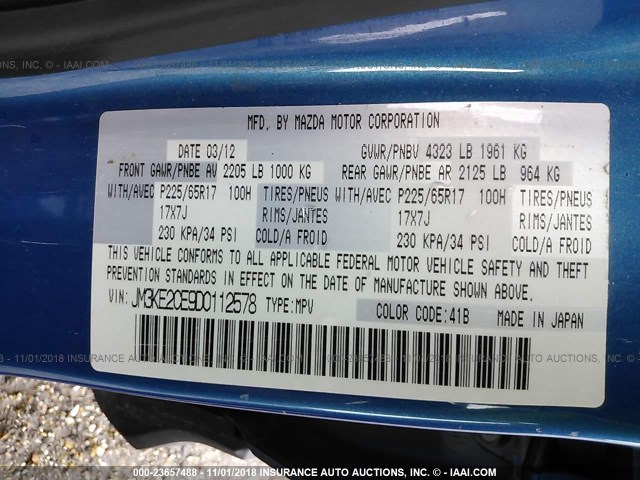 MFD. BY MAZDA MOTOR CORPORATION
DATE 03/12 GVWR/PNBV 4323 LB 1961 KG
FRONT GAWR/PNBE AV 2205 LB 1000 KG REAR GAWR/PNBE AR 2125 LB 964 KG
WITH/AVEC P225/65R17 100H TIRES/PNEUS WITH/AVEC P225/65R17 100H TIRES/PNEUS
17X7J RIMS/JANTES 17X7J RIMS/JANTES
230 KPA/34 PSI COLD/A FROID 230 KPA/34 PSI COLD/A FROID
THIS VEHICLE CONFORMS TO ALL APPLICABLE FEDERAL MOTOR VEHICLE SAFETY AND THEFT
PREVENTION STANDARDS IN EFFECT ON THE DATE OF MANUFACTURE SHOWN ABOVE.
VIN: JM3KE2CE9D0112578 TYPE:MPV
COLOR CODE:41B MADE IN JAPAN
000-23657488 - 11/01/2018 INSURANCE AUTO AUCTIONS, INC. - © - IAAI.COM